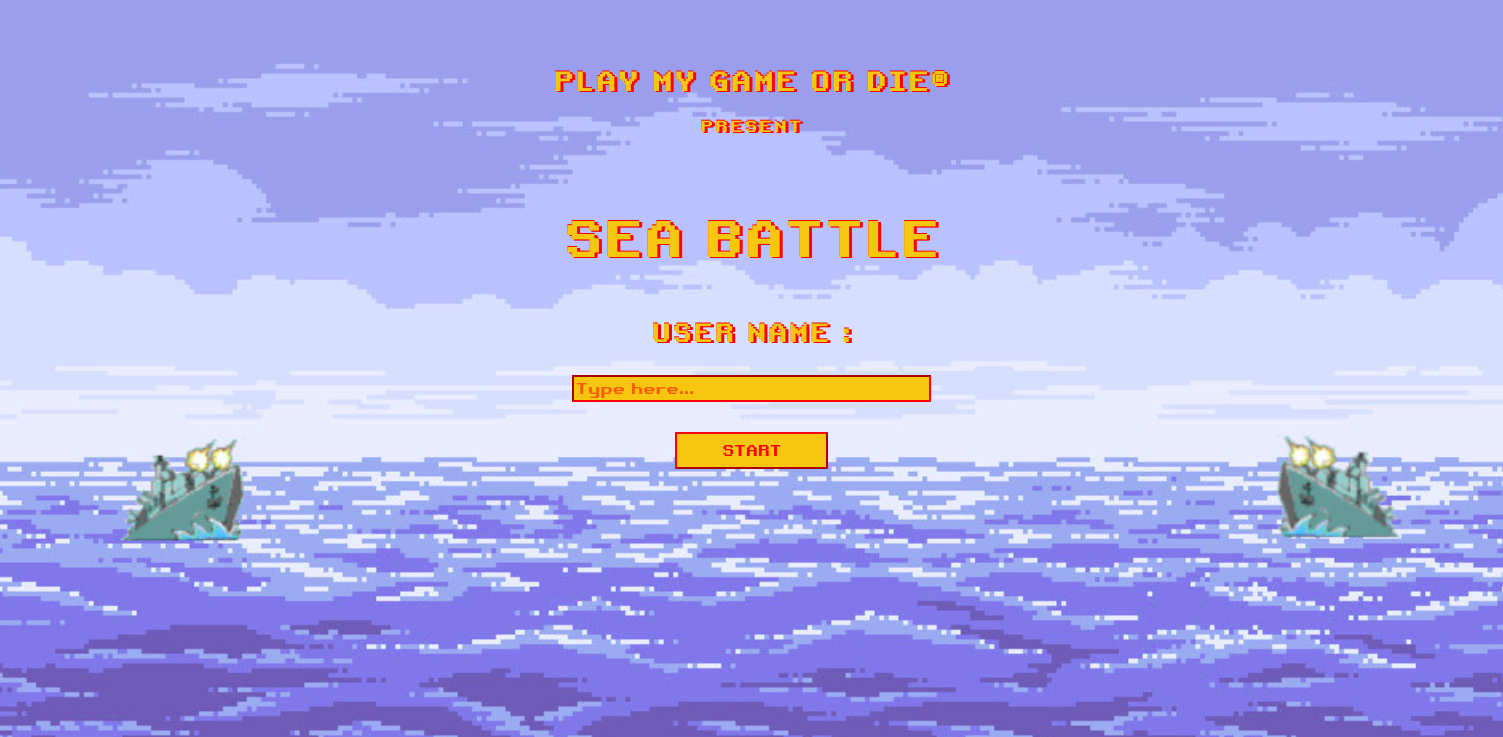 PLAY MY GAME OR DIE®
PRESENT
SEA BATTLE
USER NAME :
Type here...
START